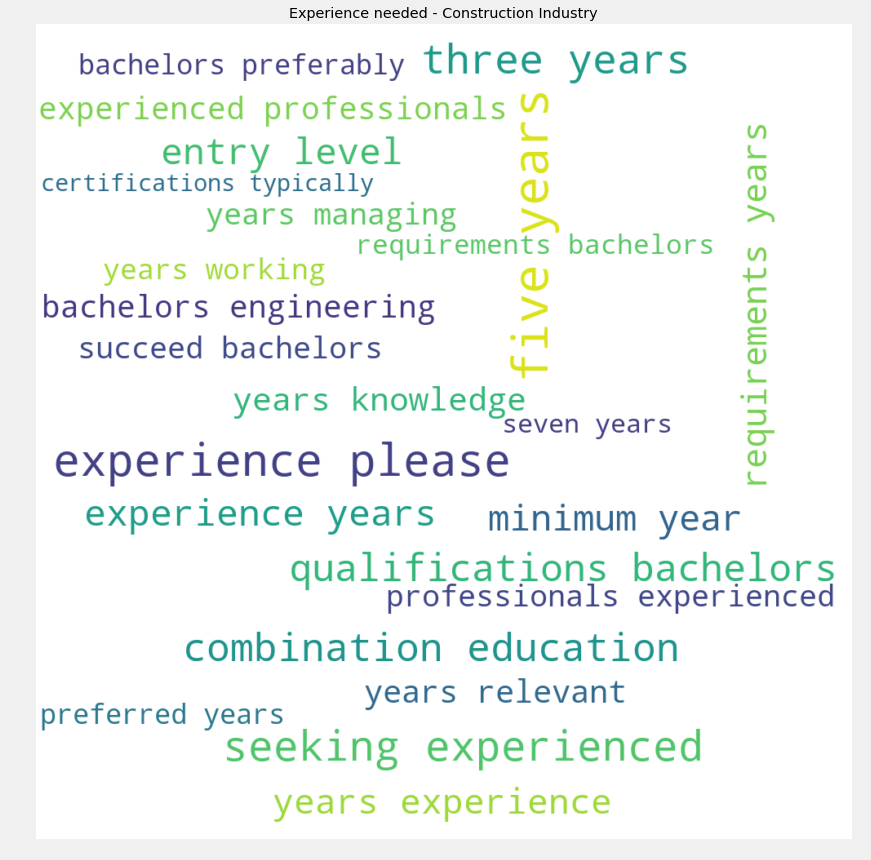 Experience needed - Construction Industry
bachelors preferably
three years
experienced professionals
five years
entry level
requirements years
certifications typically
years managing
requirements bachelors
years working
bachelors engineering
succeed bachelors
years knowledge
seven years
experience please
experience years
minimum year
qualifications bachelors
professionals experienced
combination education
years relevant
preferred years
seeking experienced
years experience